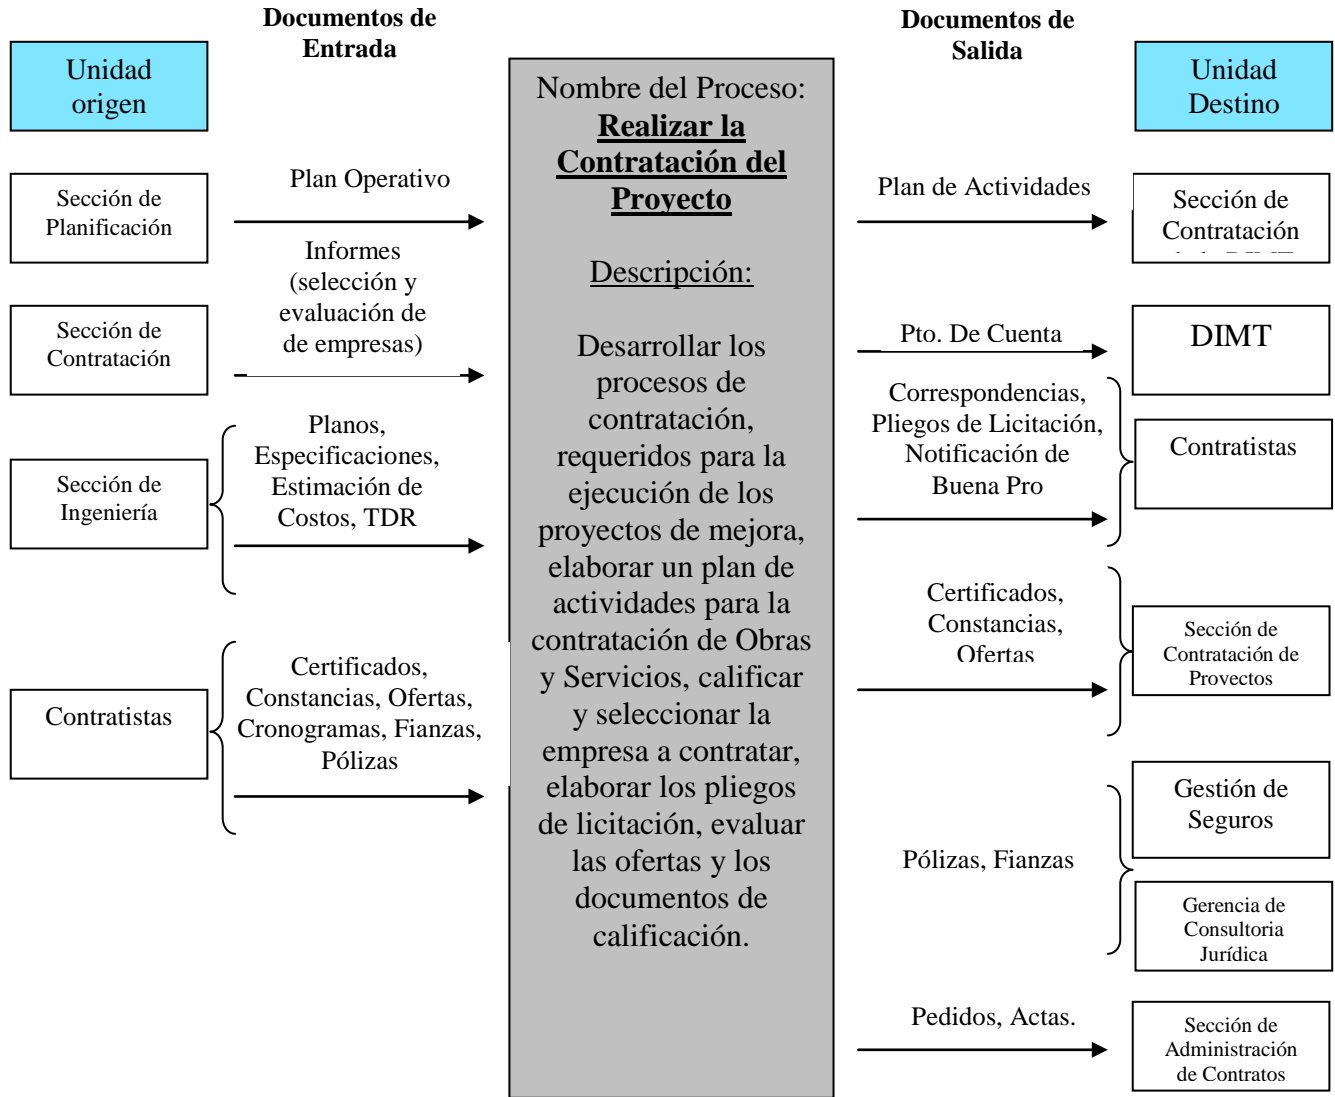 Documentos de
Entrada
Documentos de
Salida
Unidad
origen
Unidad
Destino
Sección de
Planificación
Sección de
Contratación
Sección de
Ingeniería
Contratistas
Plan Operativo
Informes
(selección y
evaluación de
de empresas)
Planos,
Especificaciones,
Estimación de
Costos, TDR
Certificados,
Constancias, Ofertas,
Cronogramas, Fianzas,
Pólizas
Nombre del Proceso:
Realizar la
Contratación del
Proyecto
Descripción:
Desarrollar los
procesos de
contratación,
requeridos para la
ejecución de los
proyectos de mejora,
elaborar un plan de
actividades para la
contratación de Obras
y Servicios, calificar
y seleccionar la
empresa a contratar,
elaborar los pliegos
de licitación, evaluar
las ofertas y los
documentos de
calificación.
Plan de Actividades
Pto. De Cuenta
Correspondencias,
Pliegos de Licitación,
Notificación de
Buena Pro
Certificados,
Constancias,
Ofertas
Pólizas, Fianzas
Pedidos, Actas.
Sección de
Contratación
DIMT
Contratistas
Sección de
Contratación de
Proyectos
Gestión de
Seguros
Gerencia de
Consultoria
Jurídica
Sección de
Administración
de Contratos